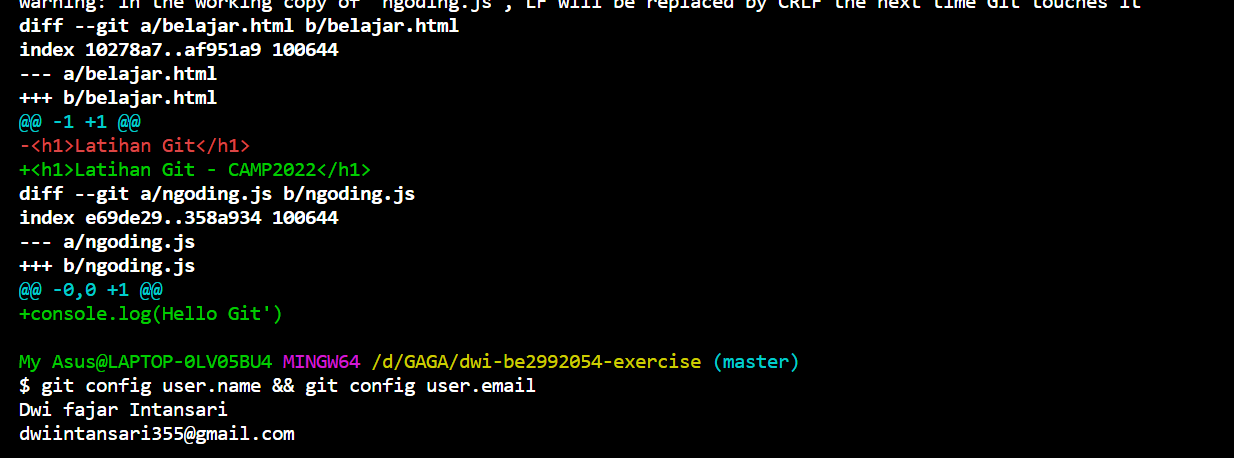 warning: in the working copy of 'ngoding.js', LF will be replaced by CRLF the next time Git touches it
diff --git a/belajar.html b/belajar.html
index 10278a7..af951a9 100644
--- a/belajar.html
+++ b/belajar.html
@@ -1 +1 @@
-<h1>Latihan Git</h1>
+<h1>Latihan Git - CAMP2022</h1>
diff --git a/ngoding.js b/ngoding.js
index e69de29..358a934 100644
--- a/ngoding.js
+++ b/ngoding.js
@@ -0,0 +1 @@
+console.log(Hello Git')
My Asus@LAPTOP-0LV05BU4 MINGW64 /d/GAGA/dwi-be2992054-exercise (master)
$ git config user.name && git config user.email
Dwi fajar Intansari
dwiintansari355@gmail.com